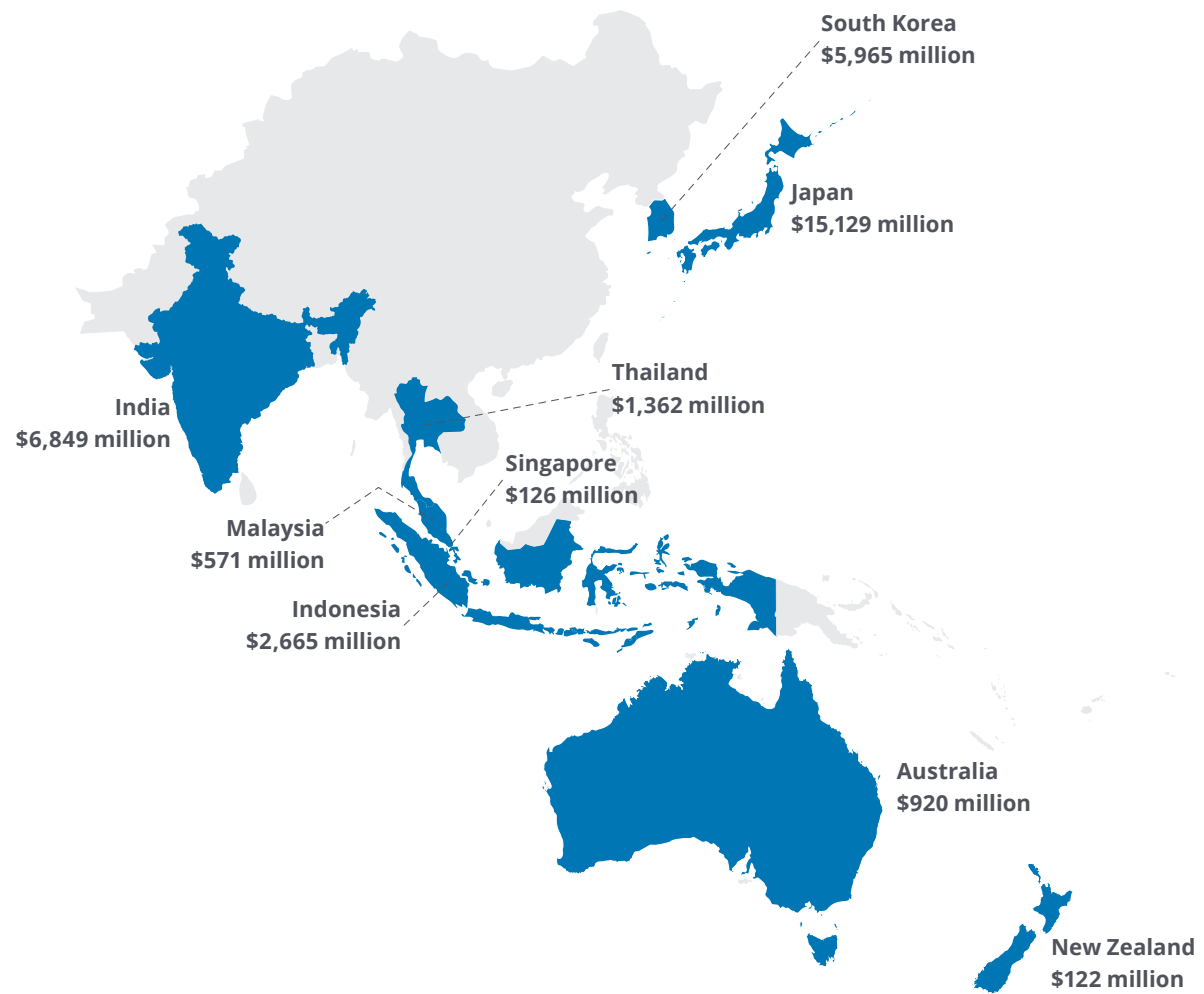 South Korea
$5,965 million
Japan
$15,129 million
Thailand
$1,362 million
India
$6,849 million
Singapore
$126 million
Malaysia
$571 million
Indonesia
$2,665 million
Australia
$920 million
New Zealand
$122 million